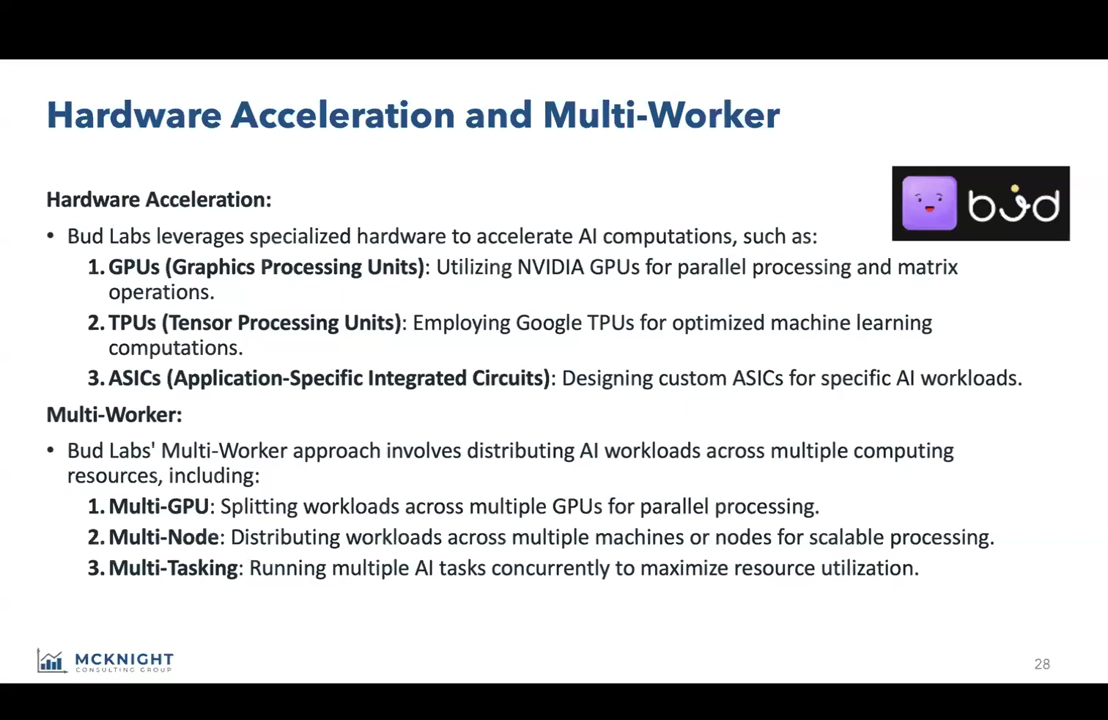 Hardware Acceleration and Multi-Worker
Hardware Acceleration:
bud
• Bud Labs leverages specialized hardware to accelerate AI computations, such as:
1. GPUs (Graphics Processing Units): Utilizing NVIDIA GPUs for parallel processing and matrix
operations.
2. TPUs (Tensor Processing Units): Employing Google TPUs for optimized machine learning
computations.
3. ASICs (Application-Specific Integrated Circuits): Designing custom ASICs for specific AI workloads.
Multi-Worker:
• Bud Labs' Multi-Worker approach involves distributing AI workloads across multiple computing
resources, including:
1. Multi-GPU: Splitting workloads across multiple GPUs for parallel processing.
2. Multi-Node: Distributing workloads across multiple machines or nodes for scalable processing.
3. Multi-Tasking: Running multiple AI tasks concurrently to maximize resource utilization.
MCKNIGHT
CONSULTING GROUP
28